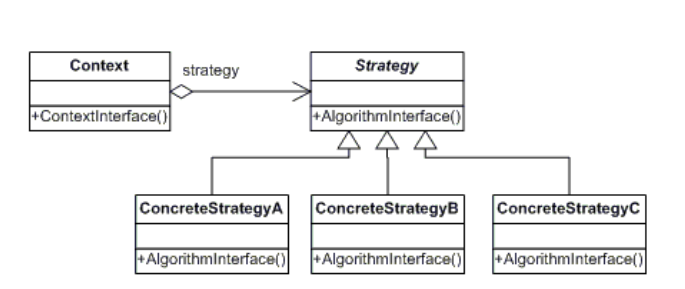 Context
strategy
Strategy
+ContextInterface()
+AlgorithmInterface()
ConcreteStrategyA
ConcreteStrategyB
ConcreteStrategyC
+AlgorithmInterface()
+AlgorithmInterface()
+AlgorithmInterface()